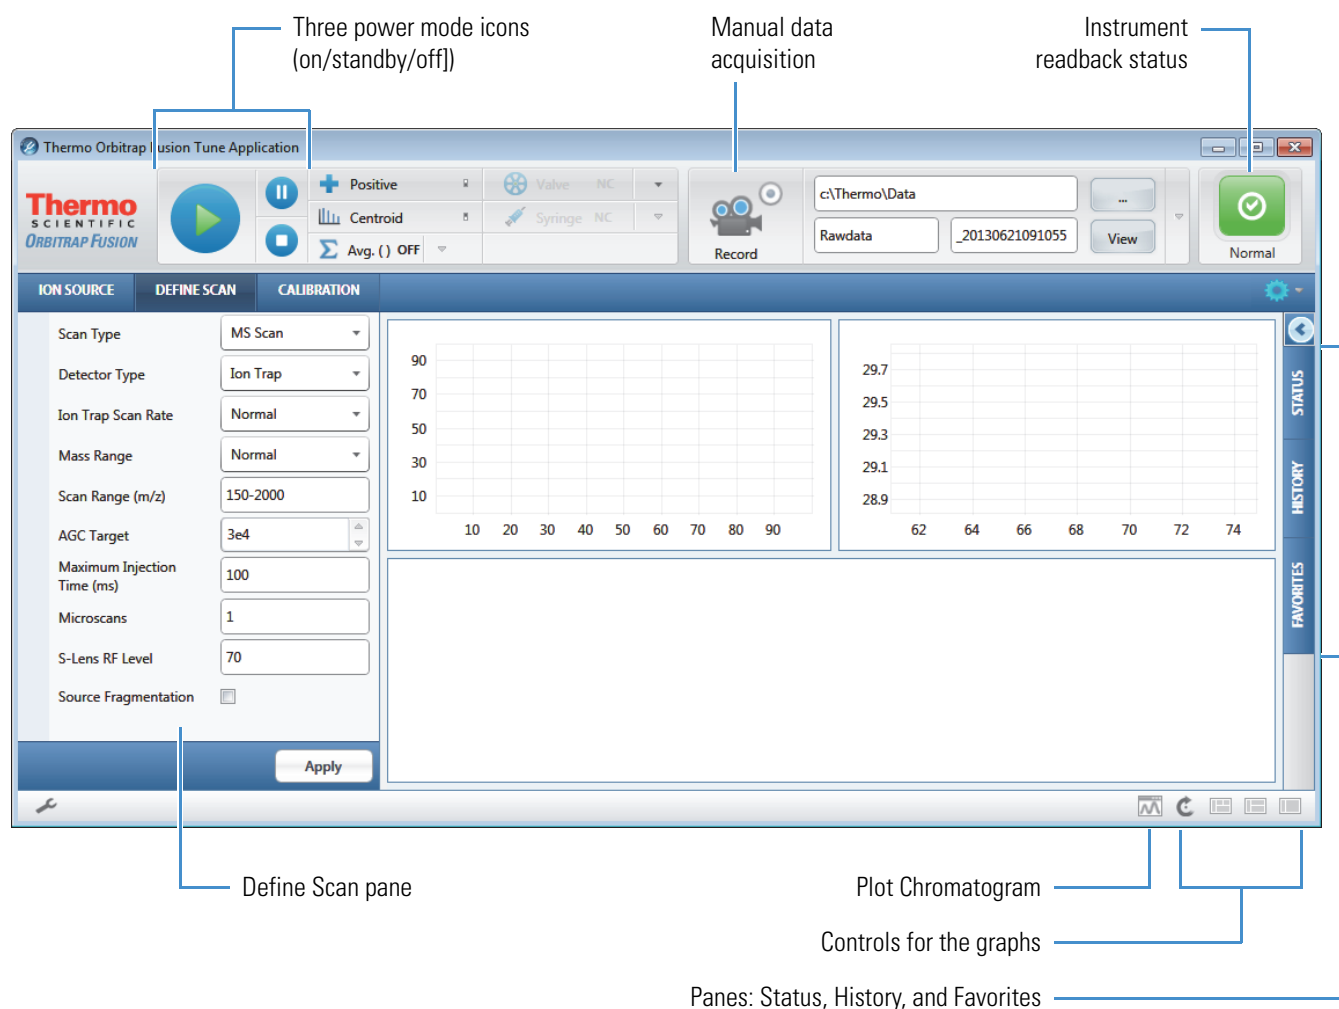 Three power mode icons
(on/standby/off])
Manual data
acquisition
Instrument
readback status
Thermo Orbitrap Fusion Tune Application
Thermo
SCIENTIFIC
ORBITRAP FUSION
Positive
Centroid
Avg. ( ) OFF
Valve NC
Syringe NC
Record
c:\Thermo\Data
...
Rawdata
_20130621091055
View
Normal
ION SOURCE
DEFINE SCAN
CALIBRATION
Scan Type
MS Scan
Detector Type
Ion Trap
Ion Trap Scan Rate
Normal
Mass Range
Normal
Scan Range (m/z)
150-2000
AGC Target
3e4
Maximum Injection
Time (ms)
100
Microscans
1
S-Lens RF Level
70
Source Fragmentation
Apply
90
70
50
30
10
10 20 30 40 50 60 70 80 90
29.7
29.5
29.3
29.1
28.9
62 64 66 68 70 72 74
STATUS
HISTORY
FAVORITES
Define Scan pane
Plot Chromatogram
Controls for the graphs
Panes: Status, History, and Favorites